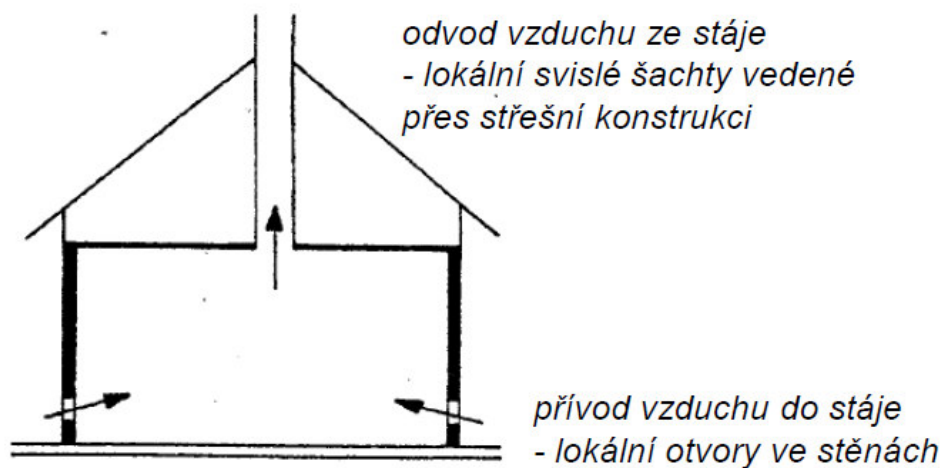 odvod vzduchu ze stáje
- lokální svislé šachty vedené
přes střešní konstrukci
přívod vzduchu do stáje
- lokální otvory ve stěnách